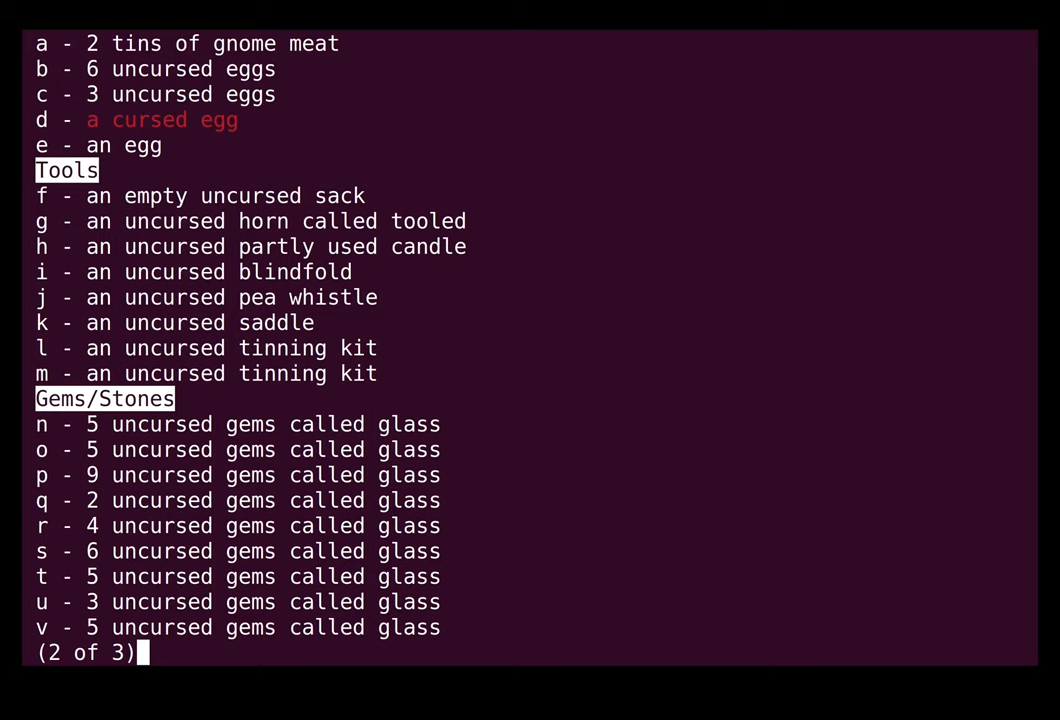 a - 2 tins of gnome meat
b - 6 uncursed eggs
c - 3 uncursed eggs
d - a cursed egg
e - an egg
Tools
f - an empty uncursed sack
g - an uncursed horn called tooled
h - an uncursed partly used candle
i - an uncursed blindfold
j - an uncursed pea whistle
k - an uncursed saddle
l - an uncursed tinning kit
m - an uncursed tinning kit
Gems/Stones
n - 5 uncursed gems called glass
o - 5 uncursed gems called glass
p - 9 uncursed gems called glass
q - 2 uncursed gems called glass
r - 4 uncursed gems called glass
s - 6 uncursed gems called glass
t - 5 uncursed gems called glass
u - 3 uncursed gems called glass
v - 5 uncursed gems called glass
(2 of 3)